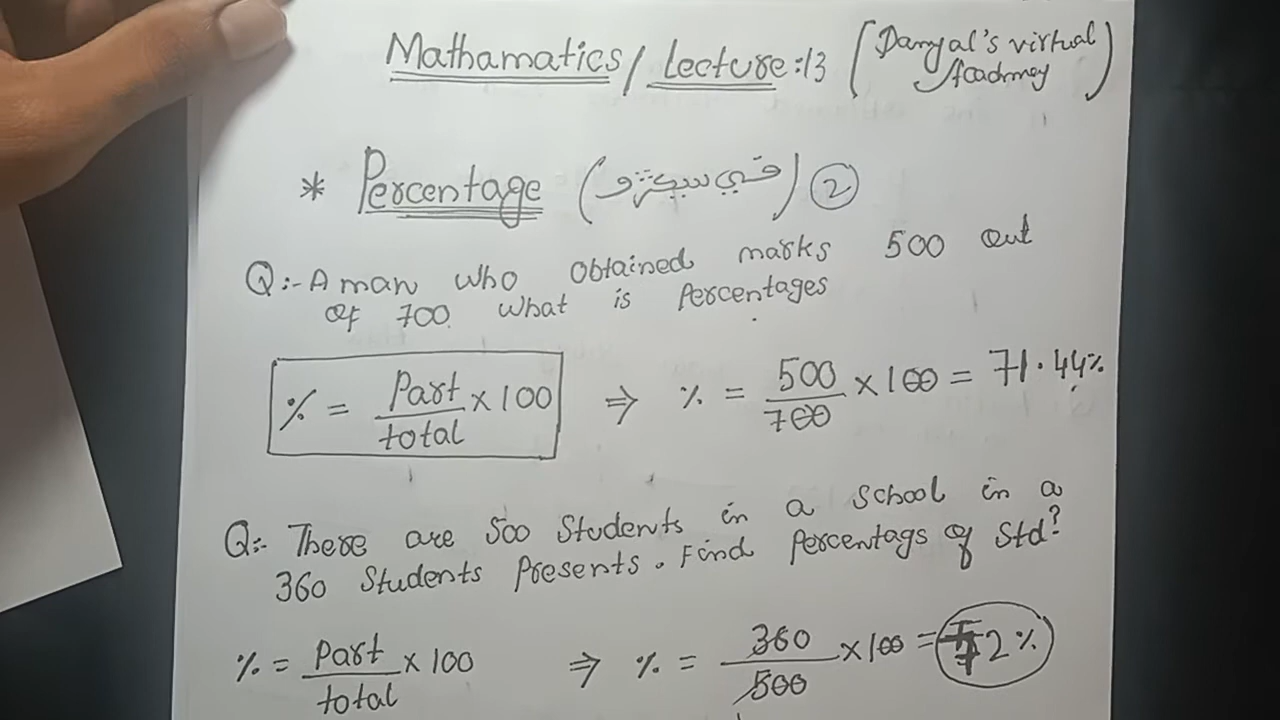 Mathamatics / Lecture:13 (Danyal's virtual Acadmey)
* Percentage ( ) 2
Q:- A man who obtained marks 500 out
of 700. what is percentages
% = Part/total x 100 ⇒ % = 500/700 x 100 = 71.44%
Q:- There are 500 Students in a School in a
360 Students Presents. Find percentags of Std?
% = Part/total x 100 ⇒ % = 360/500 x 100 = 72%